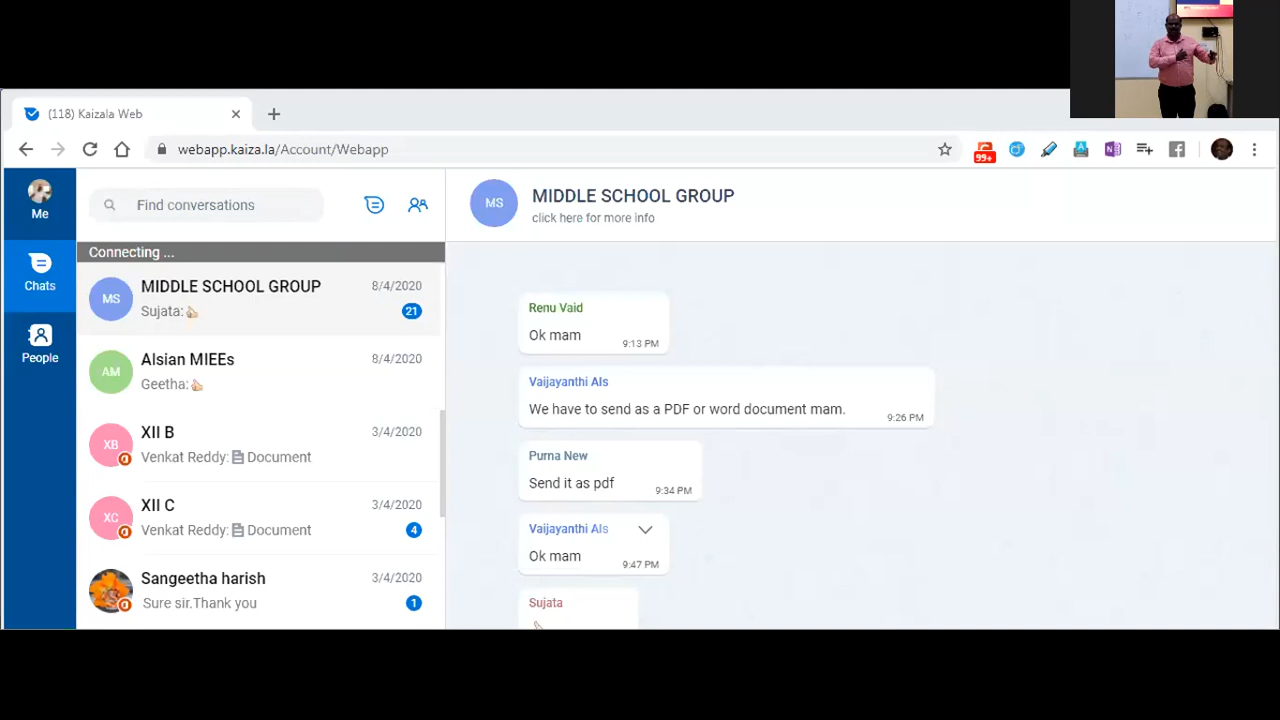 (118) Kaizala Web
webapp.kaiza.la/Account/Webapp
99+
Me
Chats
People
Find conversations
Connecting ...
MS
MIDDLE SCHOOL GROUP
8/4/2020
Sujata:👍🏻
21
AM
Alsian MIEEs
8/4/2020
Geetha:👍🏻
XB
XII B
3/4/2020
Venkat Reddy: Document
XC
XII C
3/4/2020
Venkat Reddy: Document
4
Sangeetha harish
3/4/2020
Sure sir.Thank you
1
MS
MIDDLE SCHOOL GROUP
click here for more info
Renu Vaid
Ok mam
9:13 PM
Vaijayanthi Als
We have to send as a PDF or word document mam.
9:26 PM
Purna New
Send it as pdf
9:34 PM
Vaijayanthi Als
Ok mam
9:47 PM
Sujata